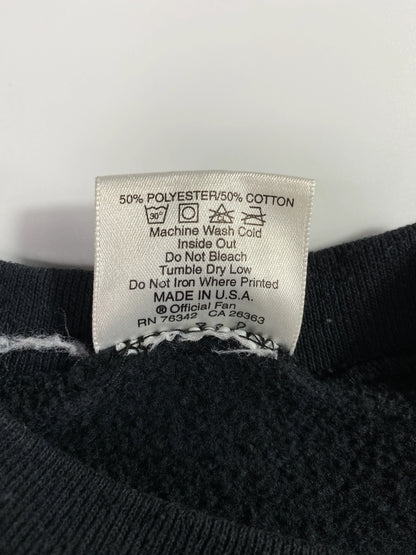 50% POLYESTER/50% COTTON
30°
Machine Wash Cold
Inside Out
Do Not Bleach
Tumble Dry Low
Do Not Iron Where Printed
MADE IN U.S.A.
® Official Fan
RN 76342 CA 26363